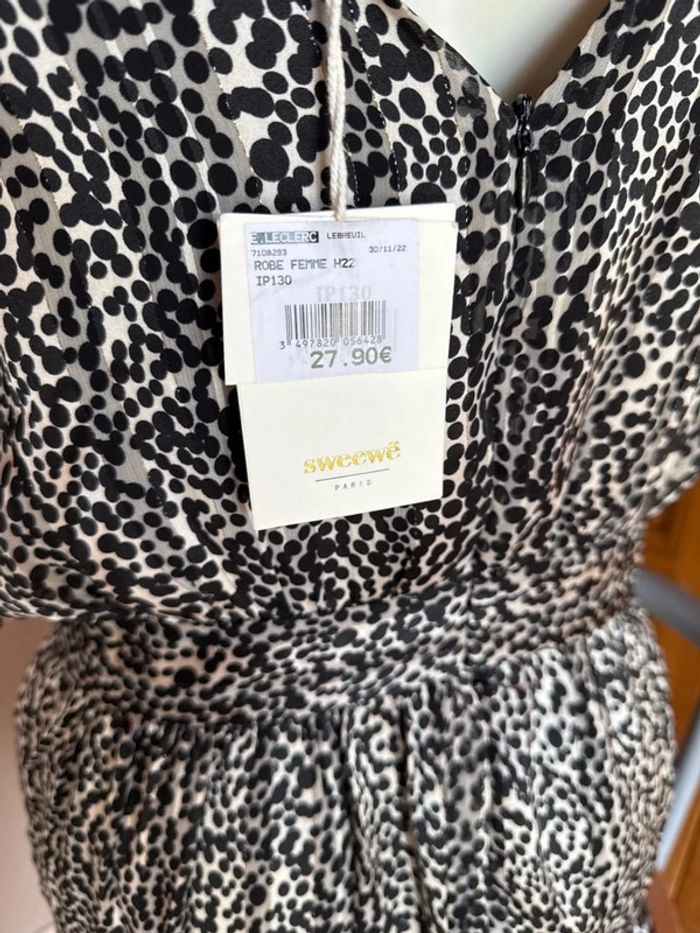 E.LECLERC LEBREUIL
7108293 30/11/22
ROBE FEMME H22
IP130
IP130
3 497820 056428
27.90€
sweewë
PARIS